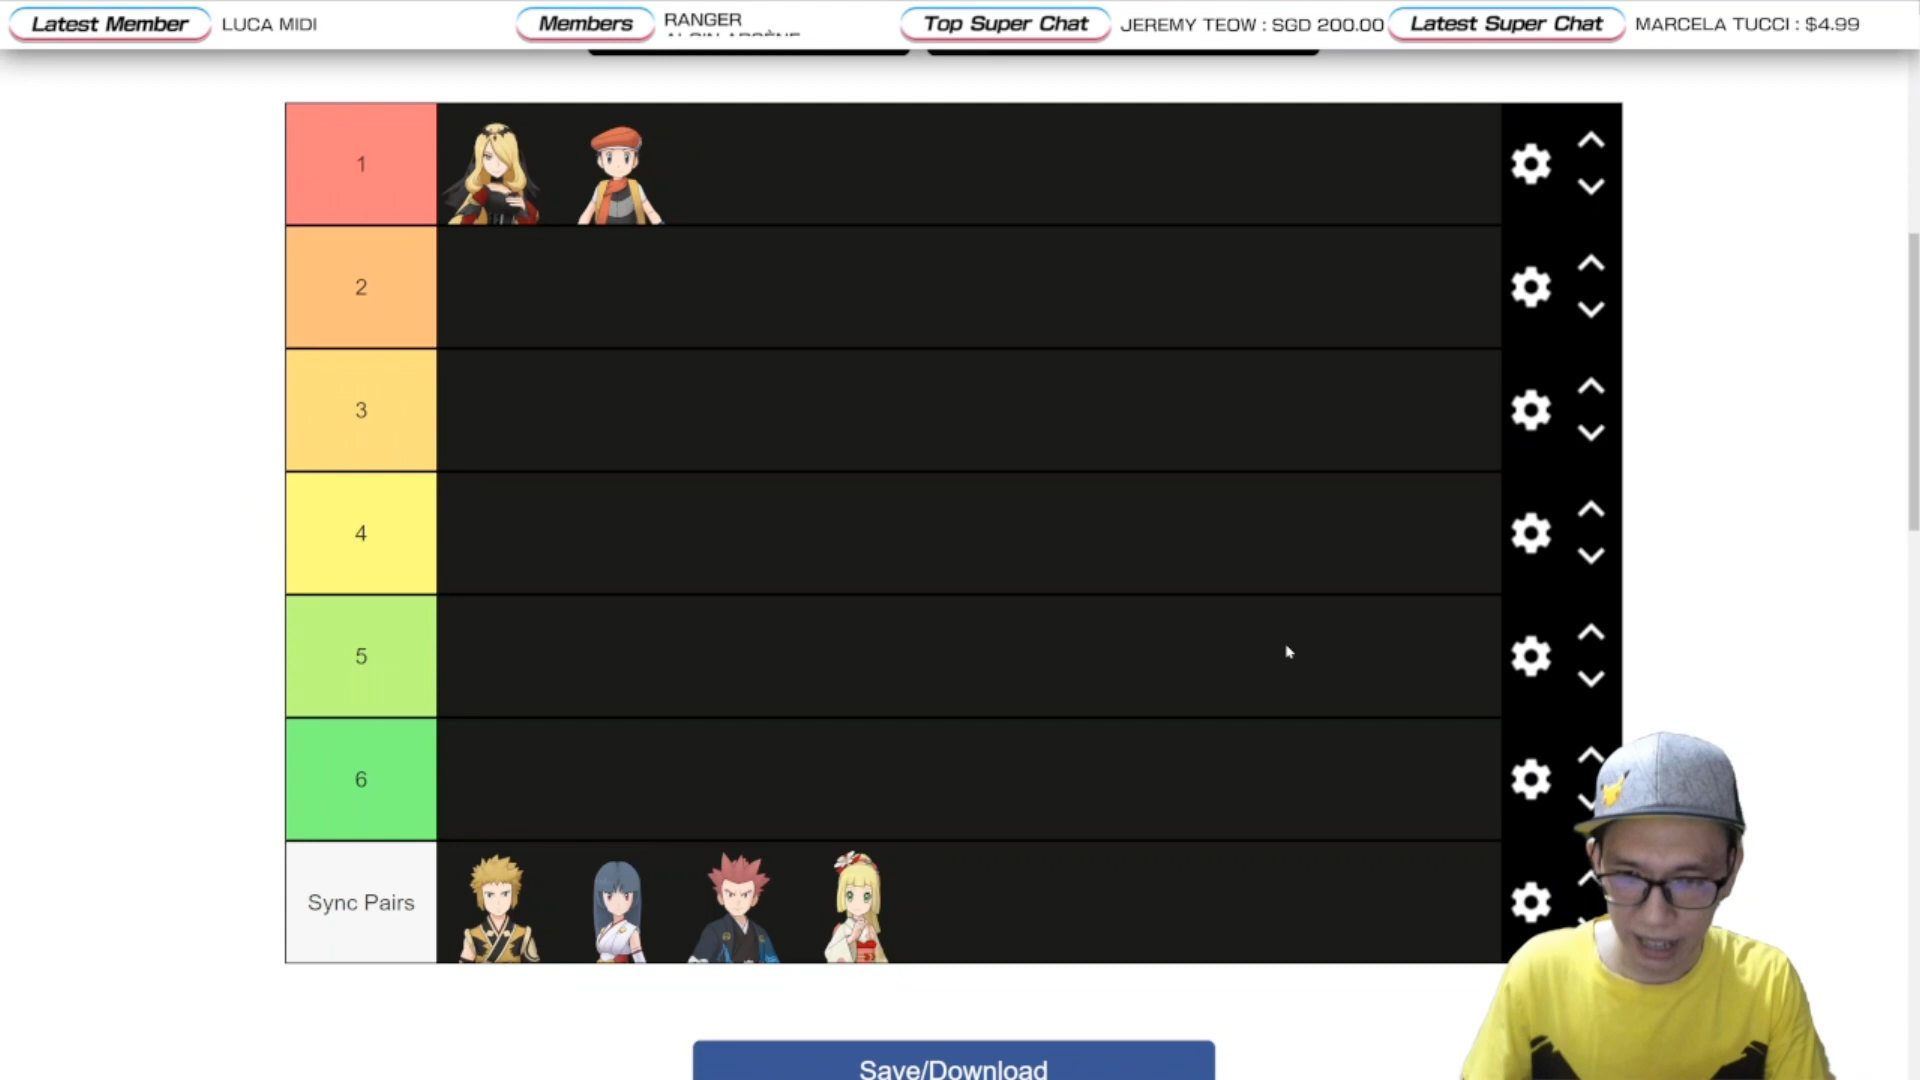 Latest Member LUCA MIDI Members RANGER Top Super Chat JEREMY TEOW : SGD 200.00 Latest Super Chat MARCELA TUCCI : $4.99
1
2
3
4
5
6
Sync Pairs
Save/Download